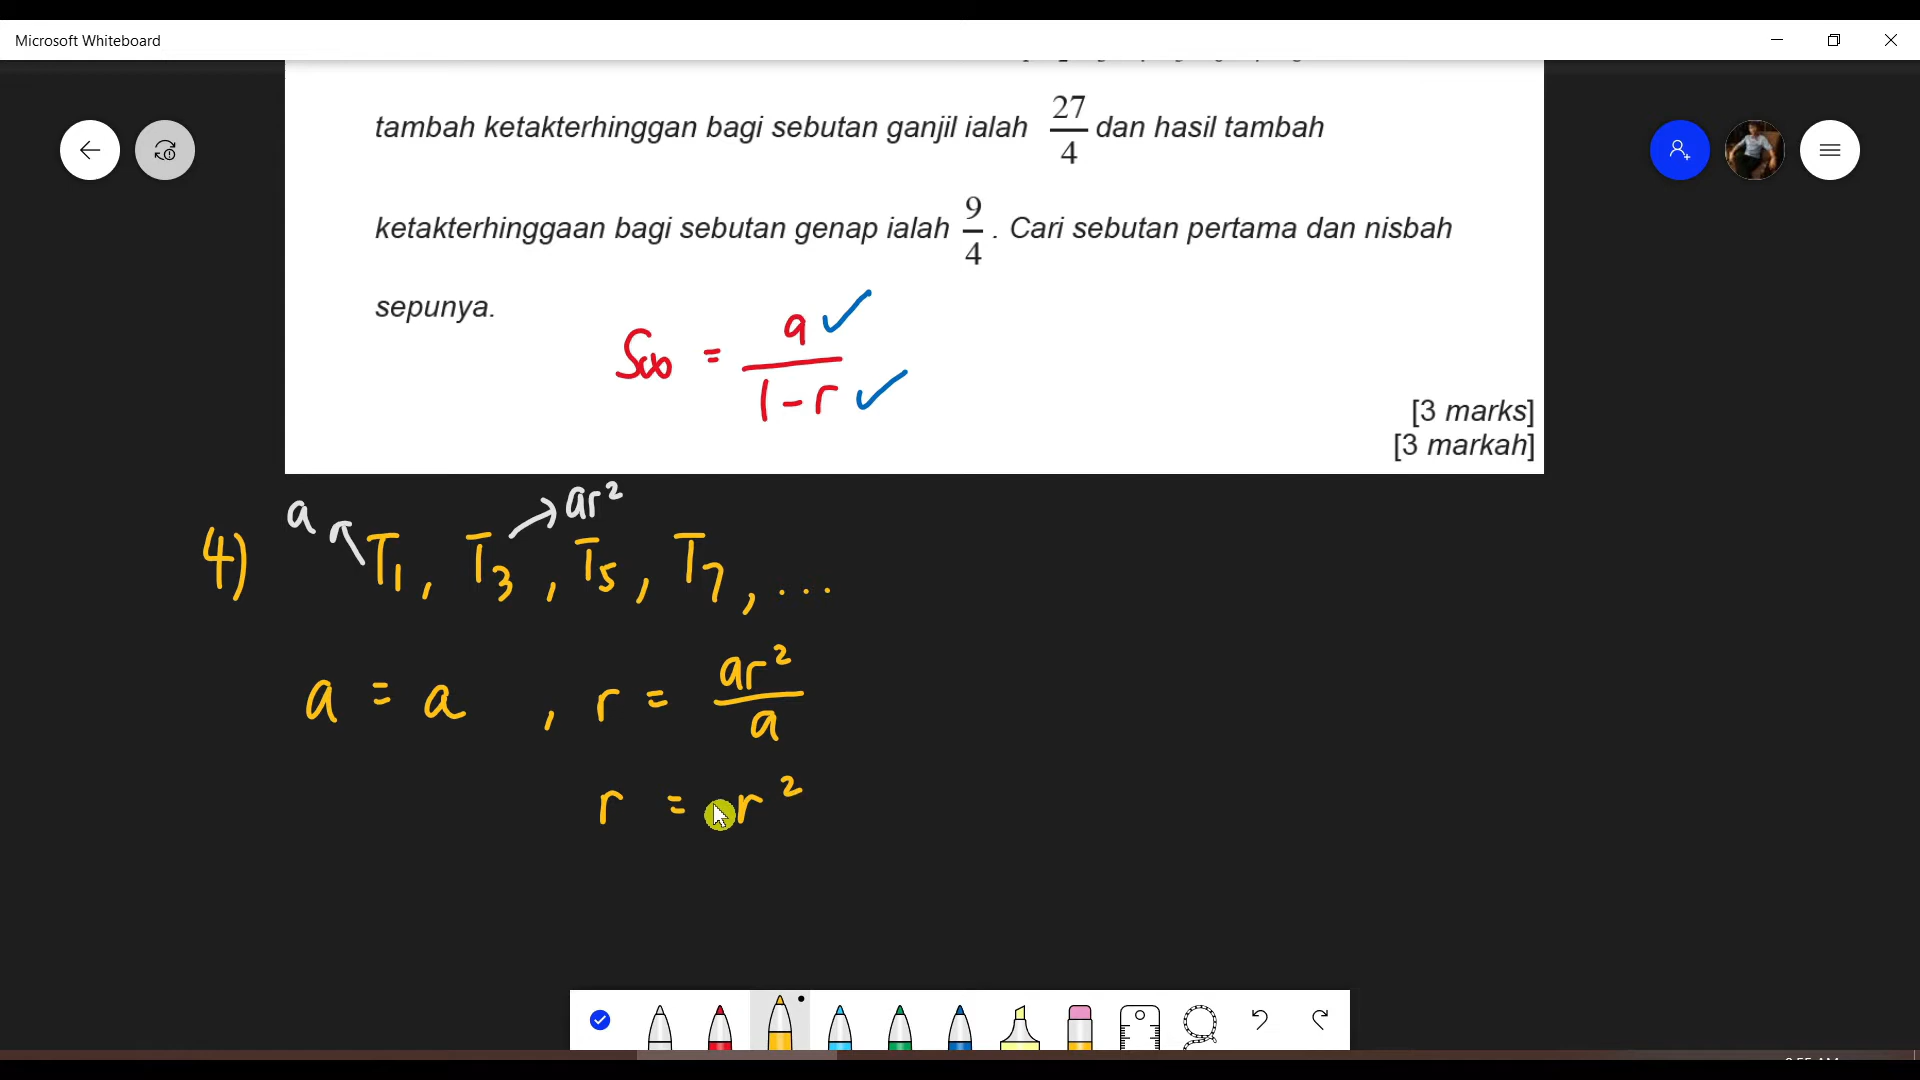 Microsoft Whiteboard
tambah ketakterhinggan bagi sebutan ganjil ialah 27/4 dan hasil tambah
ketakterhinggaan bagi sebutan genap ialah 9/4 . Cari sebutan pertama dan nisbah
sepunya.
S∞ = a/(1-r) ✓ ✓
[3 marks]
[3 markah]
a ar²
4) T₁, T₃, T₅, T₇, ...
a = a , r = ar²/a
r = r²